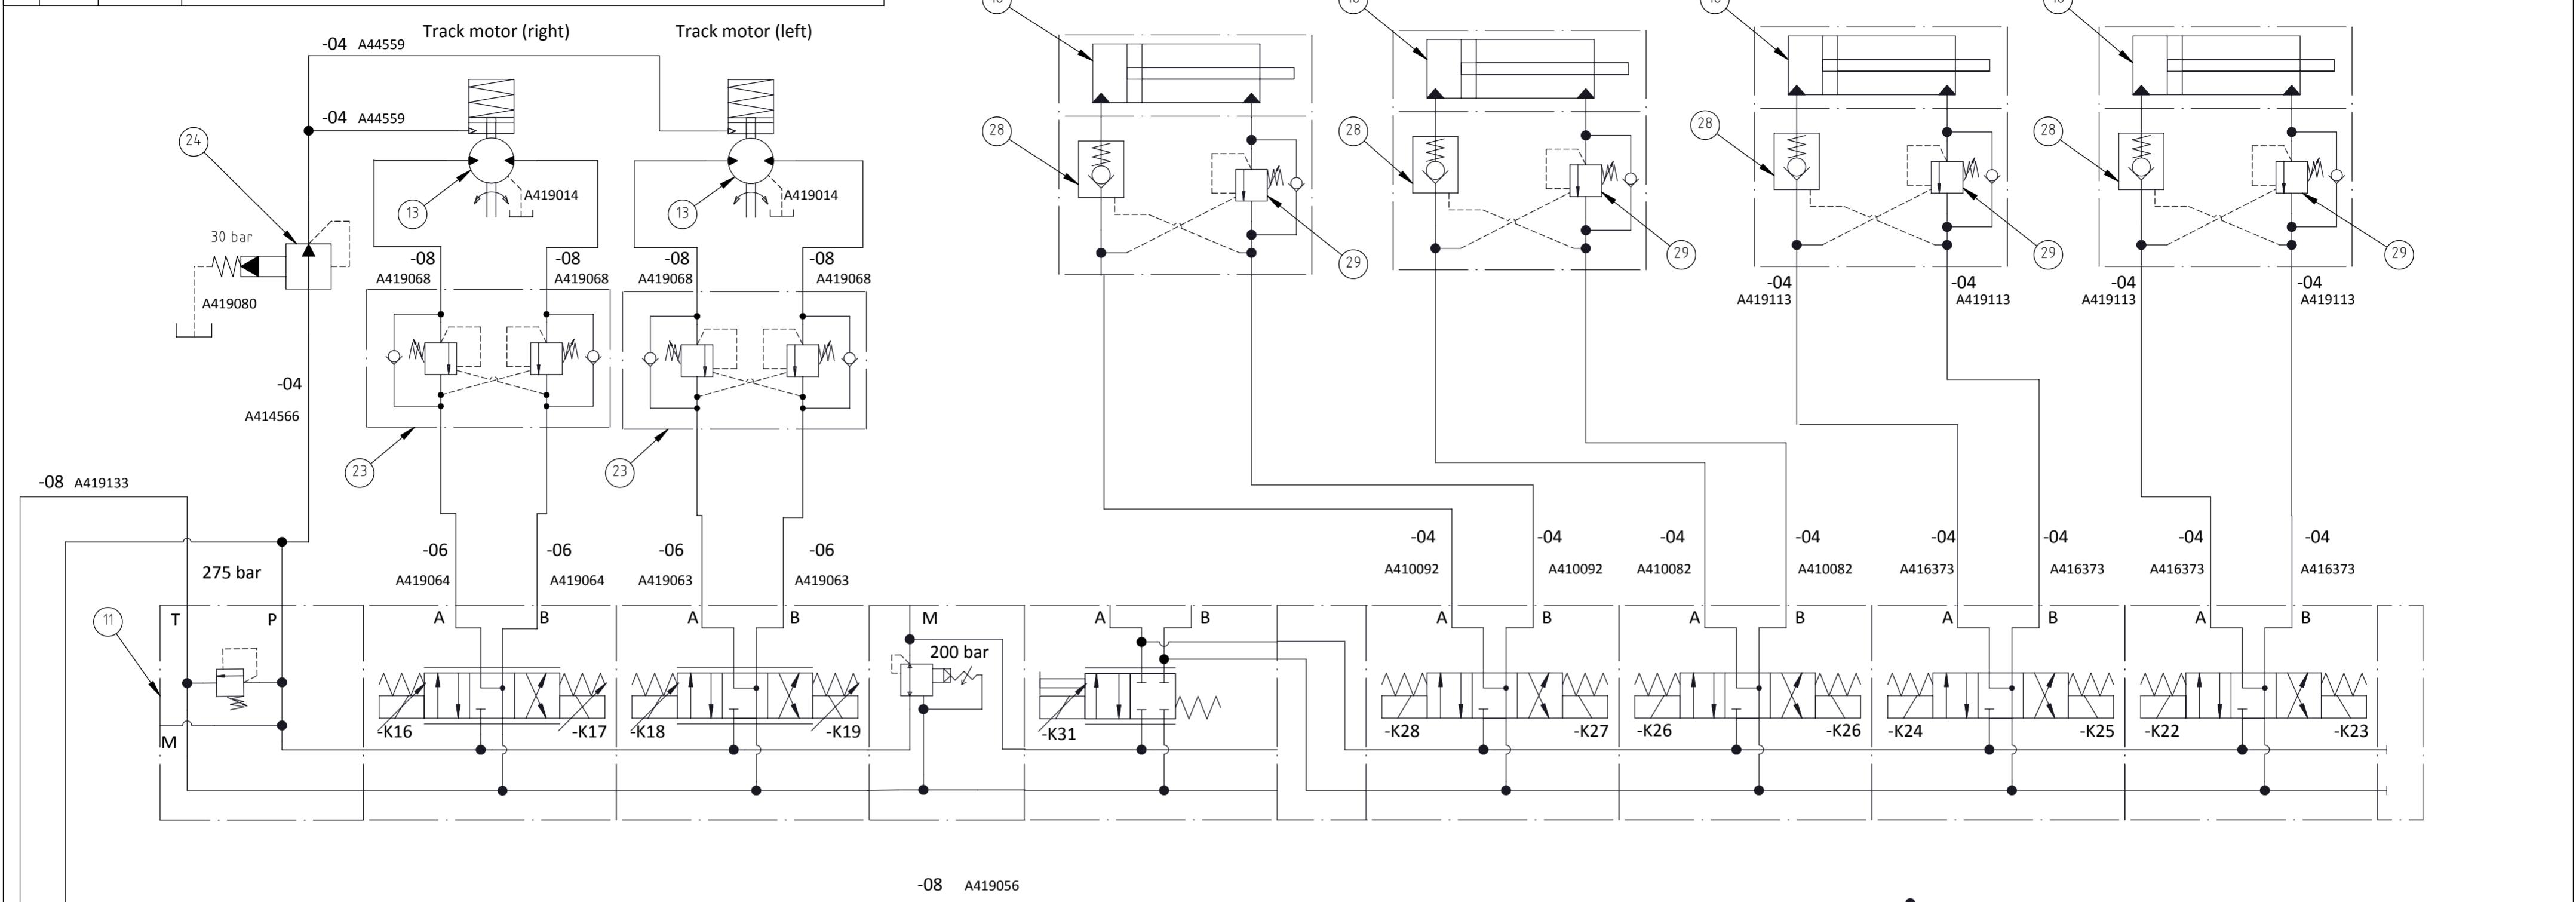 Track motor (right) Track motor (left)
-04 A44559
-04 A44559
24
28 28 28 28
13 A419014 13 A419014
30 bar
29 29 29 29
-08 -08 -08 -08
A419068 A419068 A419068 A419068
-04 -04 -04 -04
A419113 A419113 A419113 A419113
A419080
-04
A414566
23 23
-08 A419133
-04 -04 -04 -04 -04 -04 -04 -04
-06 -06 -06 -06
275 bar
A410092 A410092 A410082 A410082 A416373 A416373 A416373 A416373
A419064 A419064 A419063 A419063
11
T P A B A B M A B A B A B A B A B
200 bar
-K16 -K17 -K18 -K19 -K31 -K28 -K27 -K26 -K26 -K24 -K25 -K22 -K23
M
-08 A419056